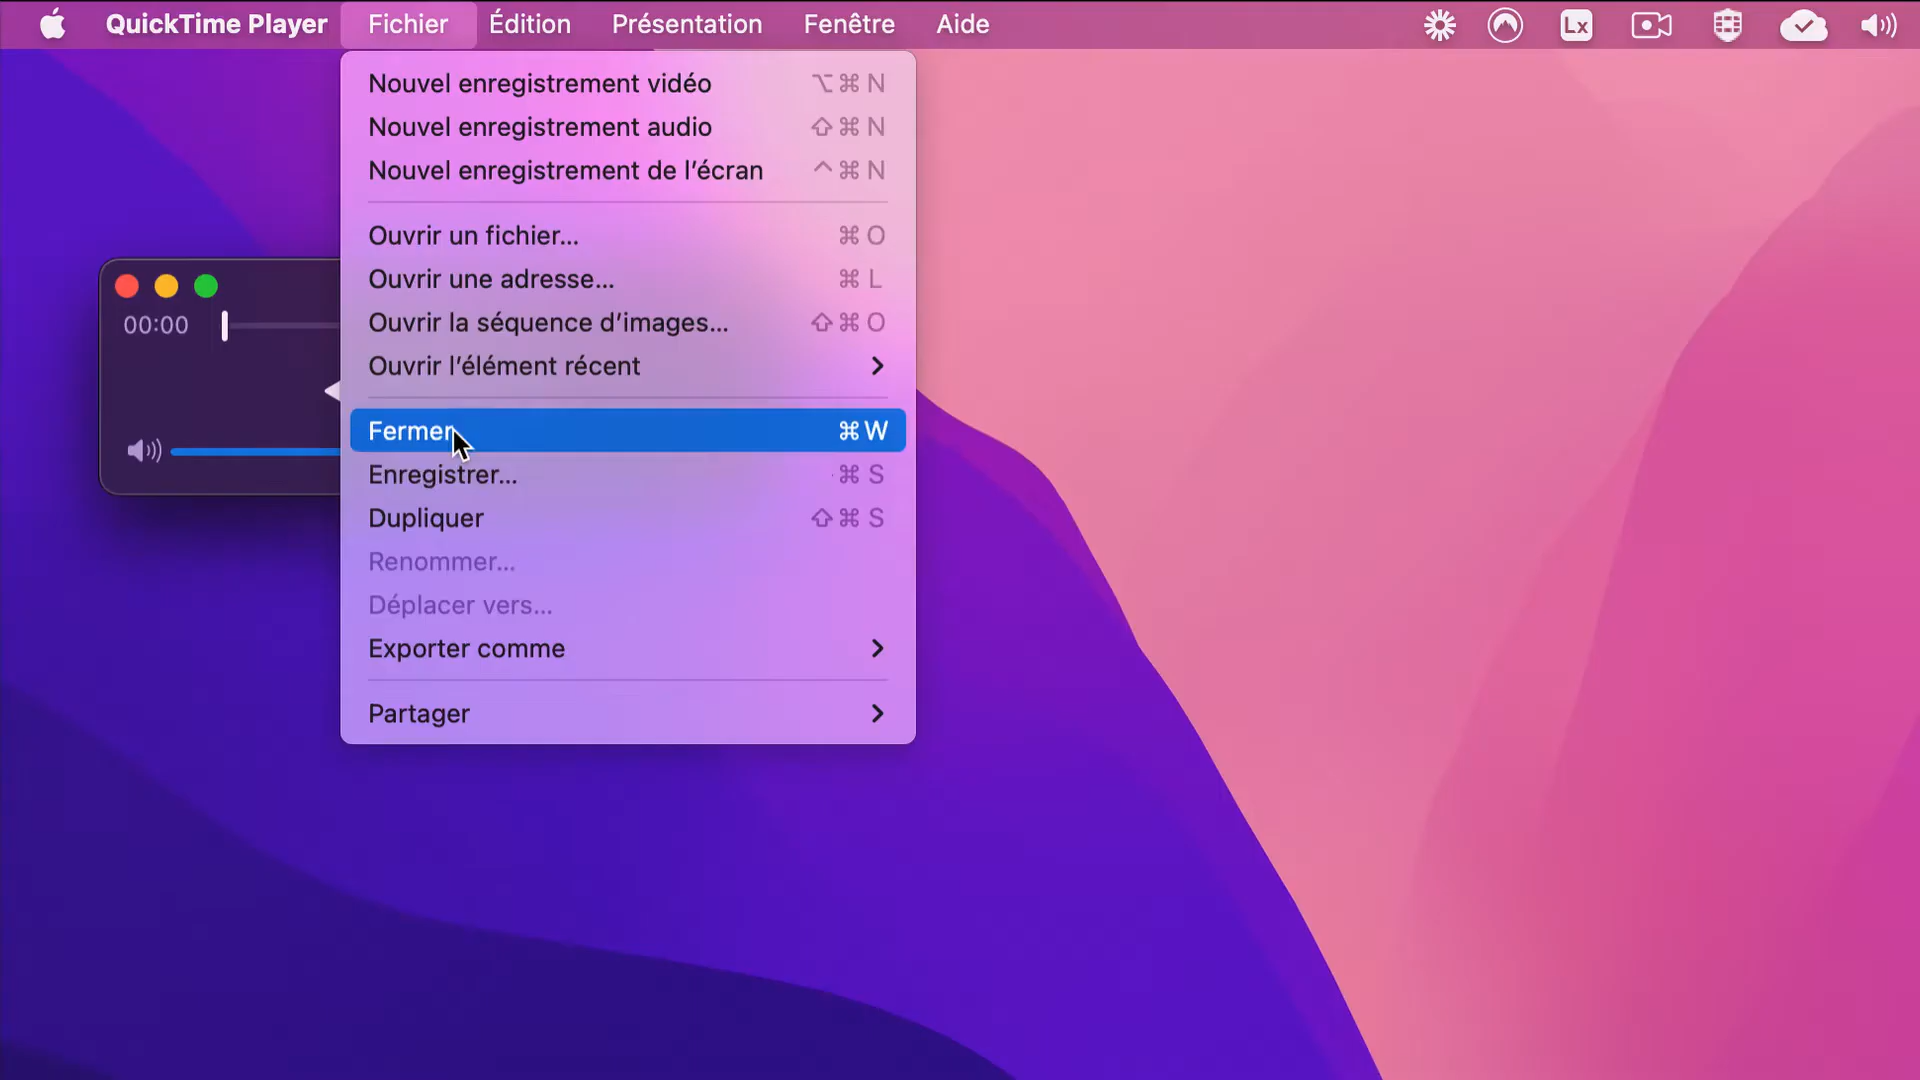 QuickTime Player Fichier Édition Présentation Fenêtre Aide Lx
Nouvel enregistrement vidéo ⌥⌘N
Nouvel enregistrement audio ⇧⌘N
Nouvel enregistrement de l’écran ^⌘N
Ouvrir un fichier... ⌘O
Ouvrir une adresse... ⌘L
Ouvrir la séquence d’images... ⇧⌘O
Ouvrir l’élément récent
Fermer ⌘W
Enregistrer... ⌘S
Dupliquer ⇧⌘S
Renommer...
Déplacer vers...
Exporter comme
Partager
00:00